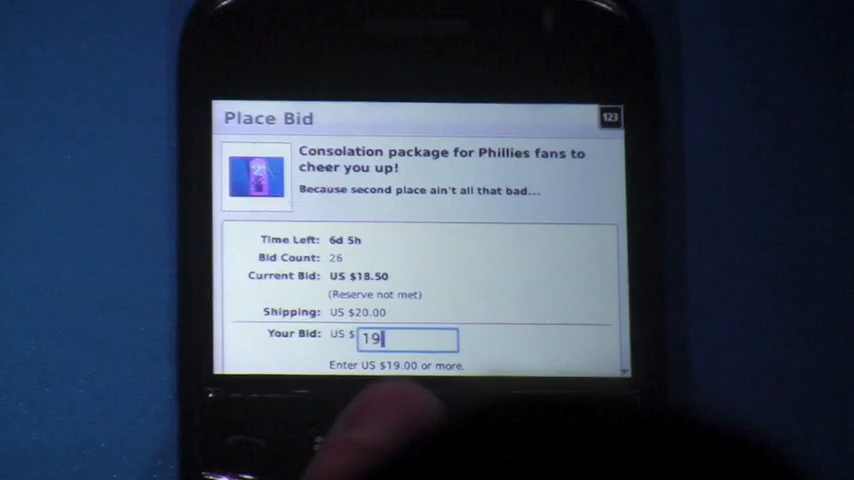 Place Bid
123
Consolation package for Phillies fans to
cheer you up!
Because second place ain't all that bad...
2
Time Left: 6d 5h
Bid Count: 26
Current Bid: US $18.50
(Reserve not met)
Shipping: US $20.00
Your Bid: US $ 19
Enter US $19.00 or more.